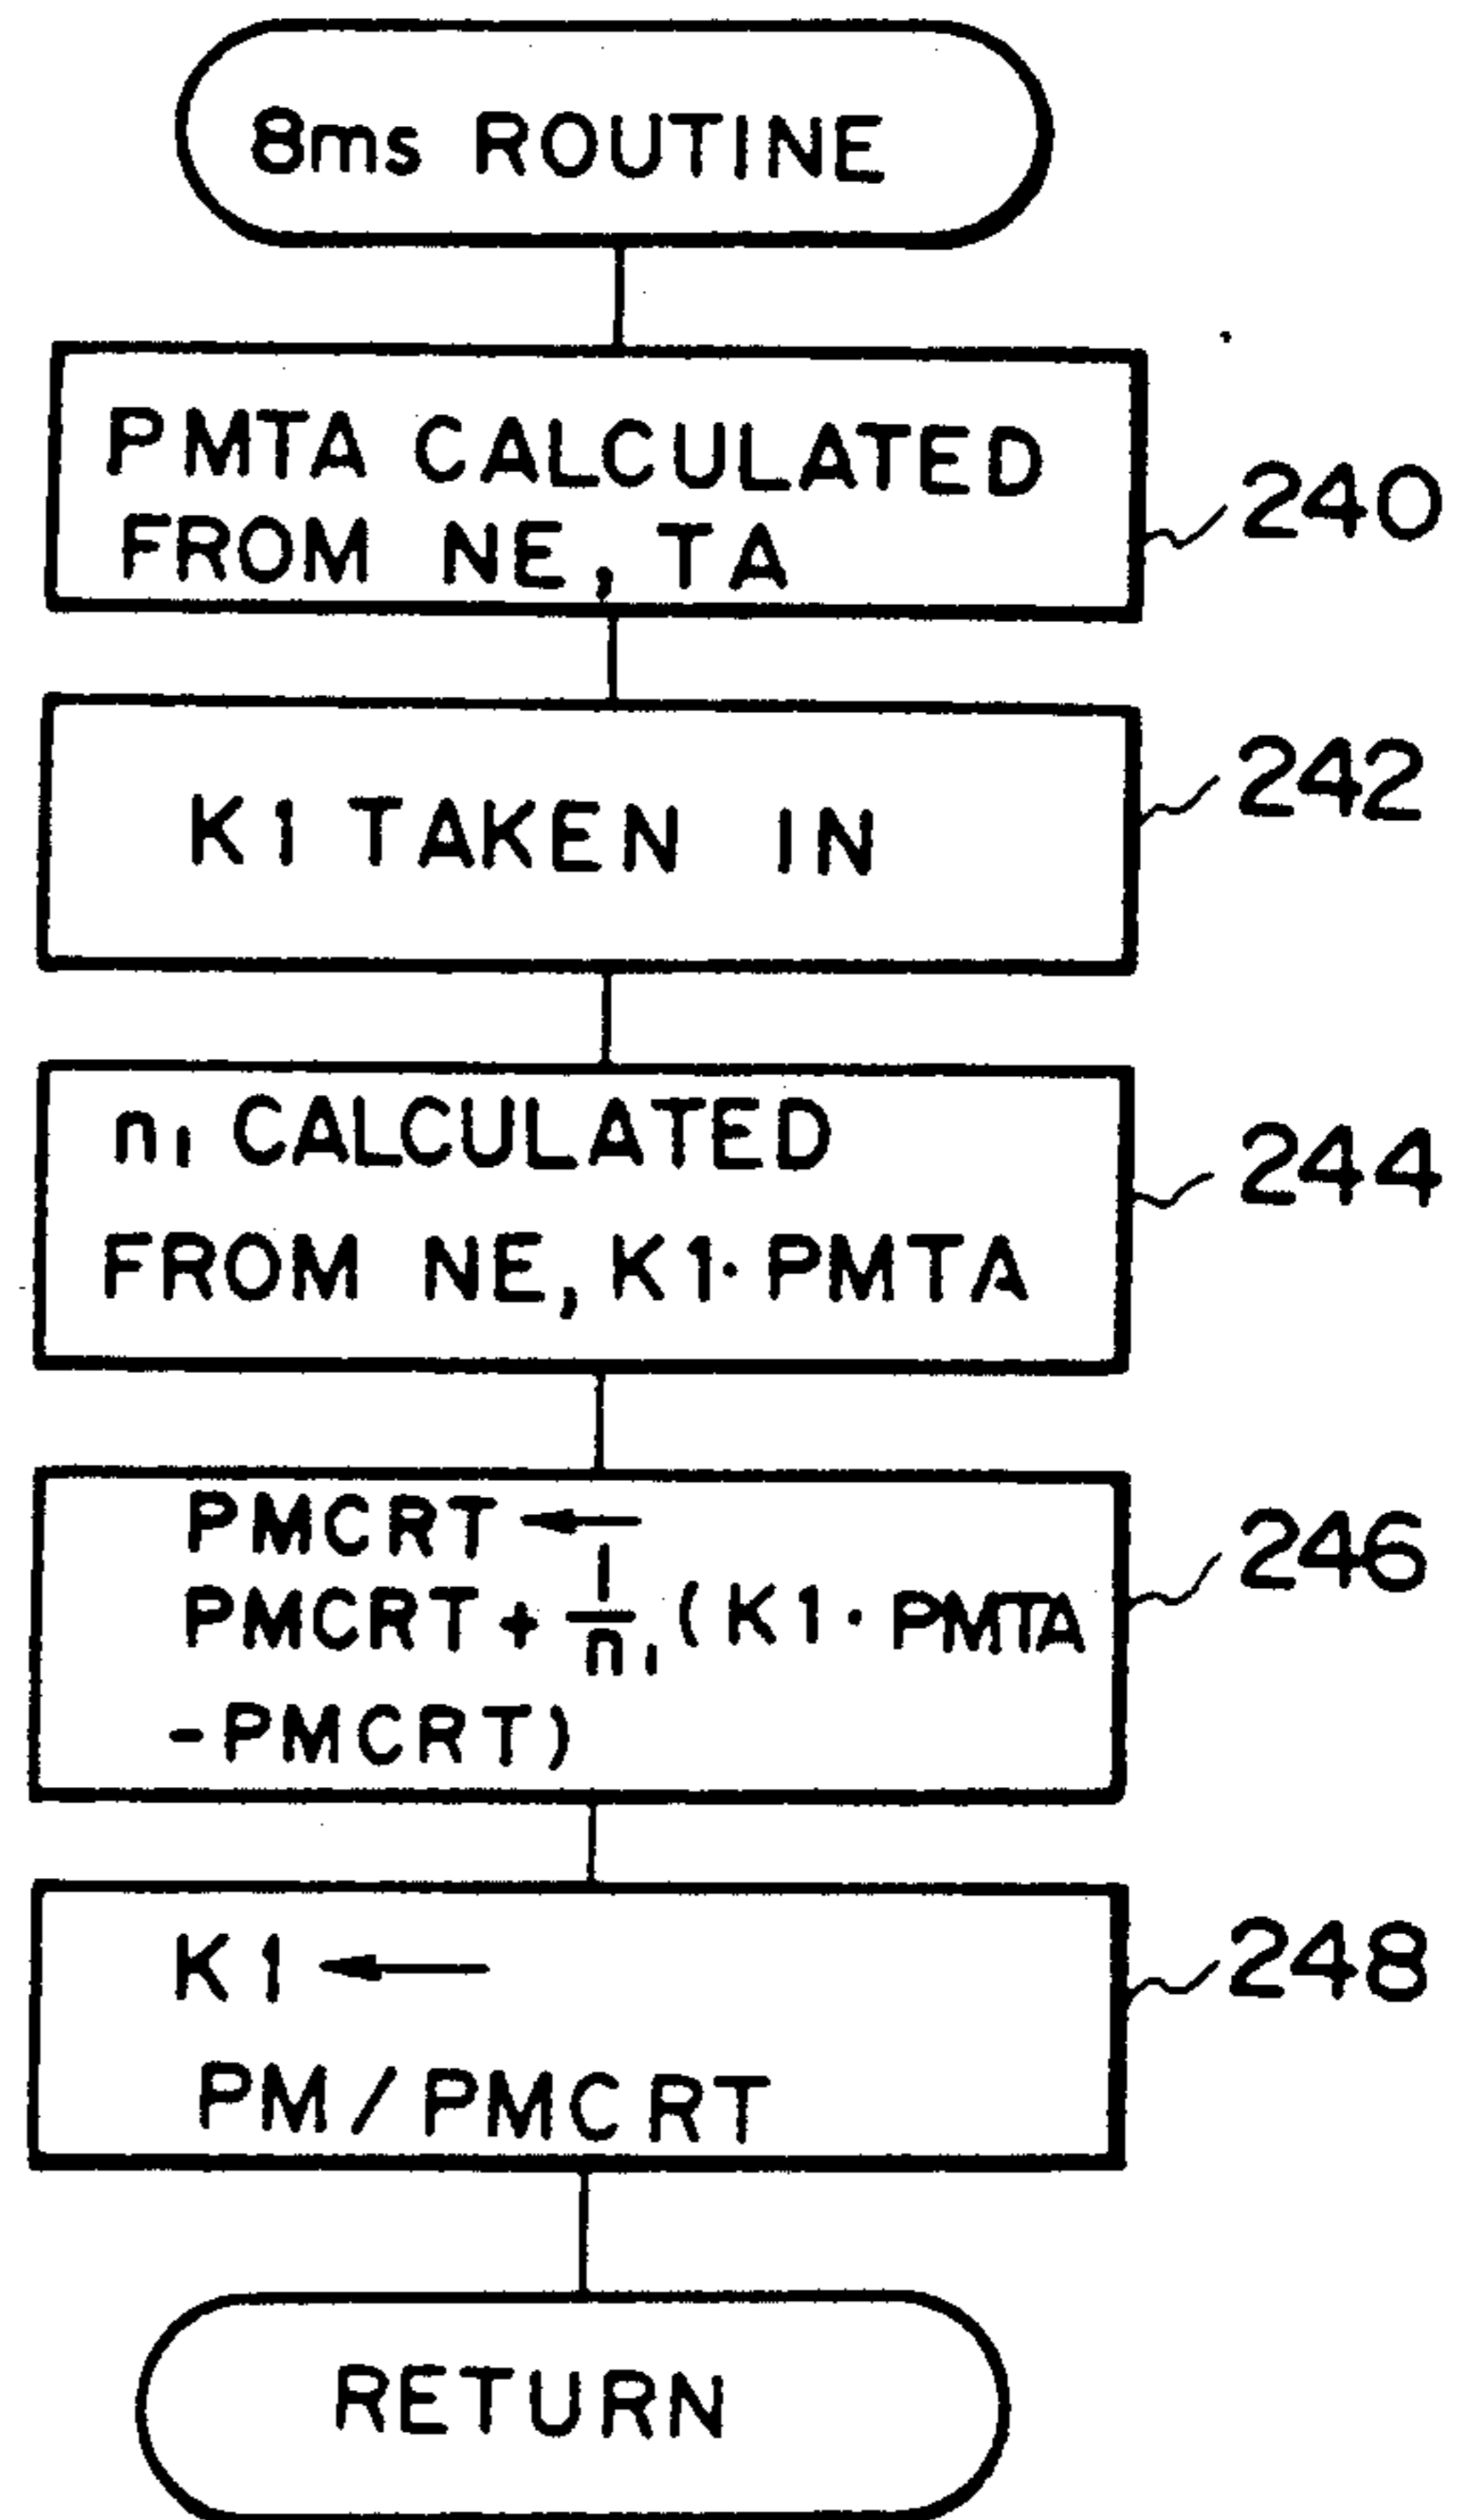 8ms ROUTINE
PMTA CALCULATED
FROM NE, TA
240
K1 TAKEN IN
242
n₁ CALCULATED
FROM NE, K1·PMTA
244
PMCRT ←
PMCRT + 1/n₁ (K1·PMTA
-PMCRT)
246
K1 ←
PM/PMCRT
248
RETURN